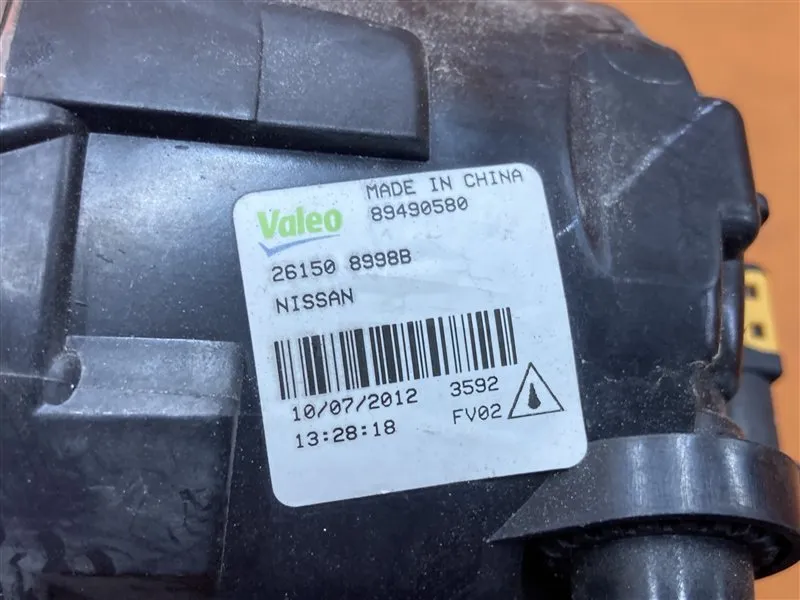 MADE IN CHINA
Valeo
89490580
26150 8998B
NISSAN
10/07/2012 3592
13:28:18 FV02